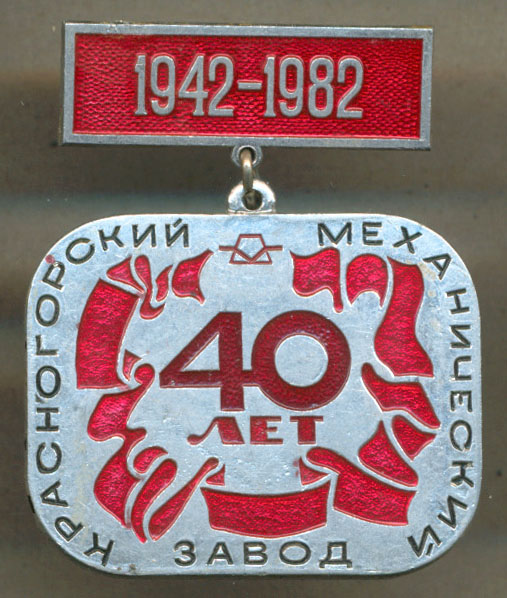 1942-1982
КРАСНОГОРСКИЙ МЕХАНИЧЕСКИЙ
40
ЛЕТ
ЗАВОД